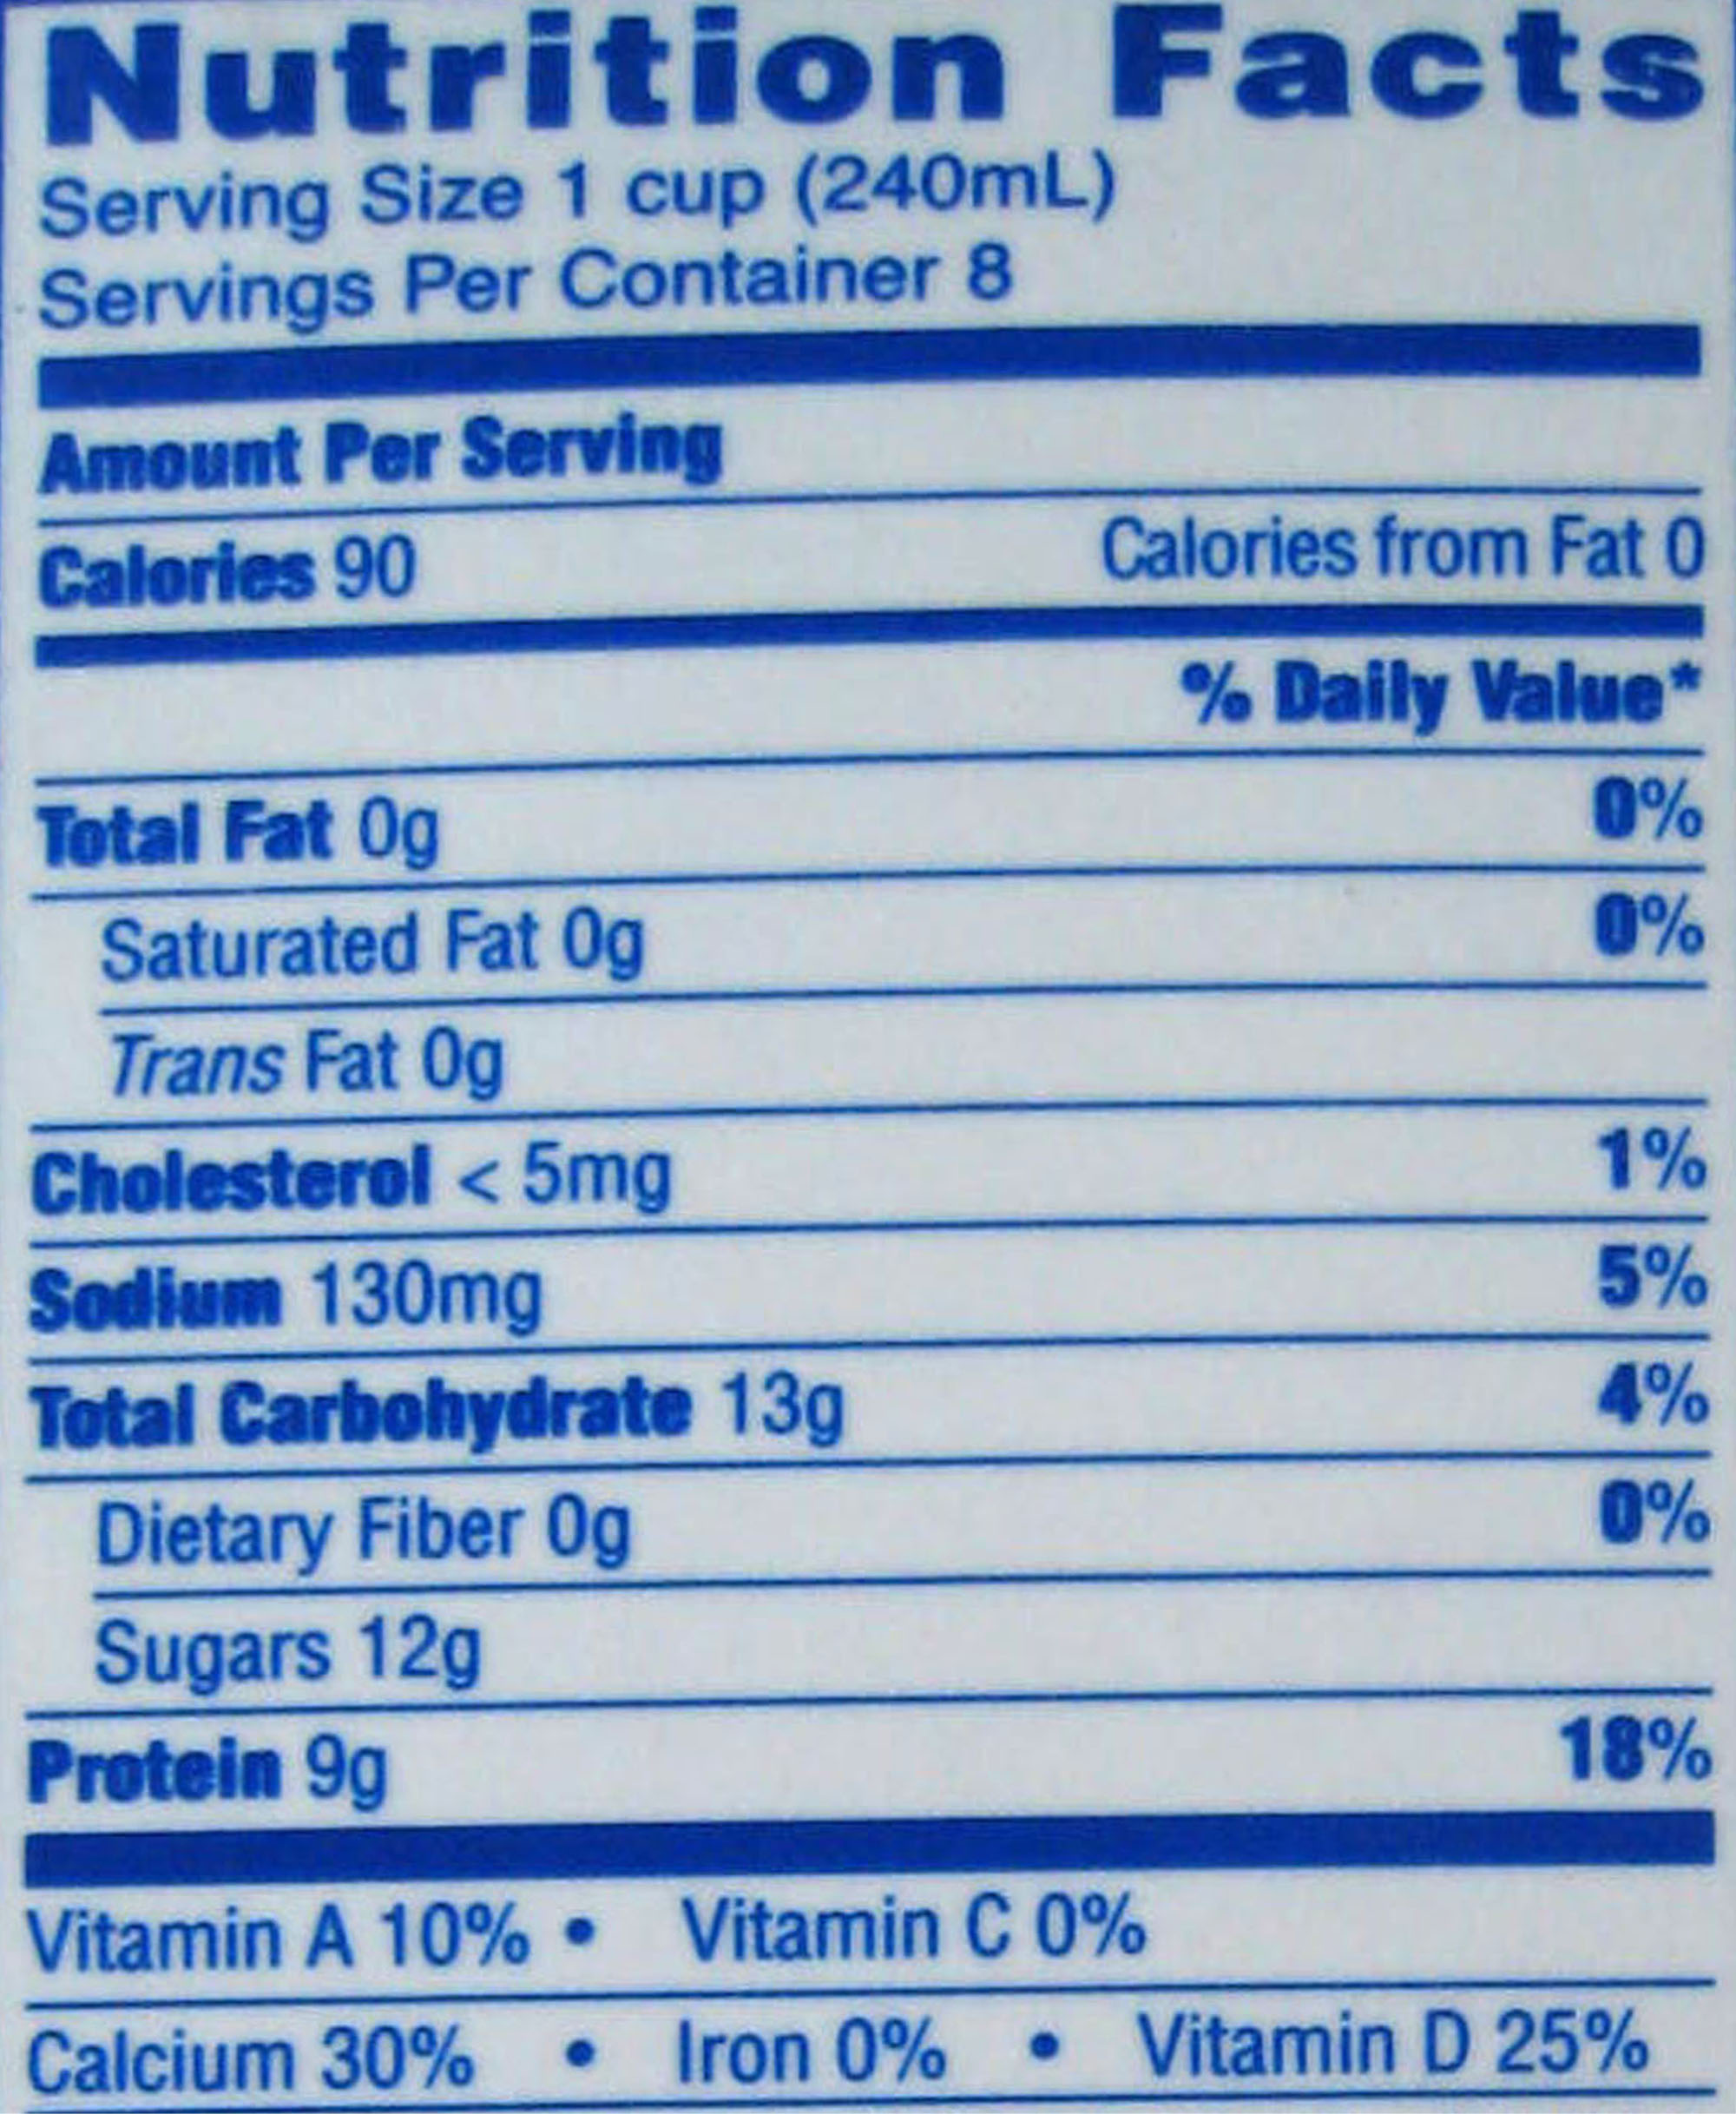 Nutrition Facts
Serving Size 1 cup (240mL)
Servings Per Container 8
Amount Per Serving
Calories 90 Calories from Fat 0
% Daily Value*
Total Fat 0g 0%
Saturated Fat 0g 0%
Trans Fat 0g
Cholesterol < 5mg 1%
Sodium 130mg 5%
Total Carbohydrate 13g 4%
Dietary Fiber 0g 0%
Sugars 12g
Protein 9g 18%
Vitamin A 10% • Vitamin C 0%
Calcium 30% • Iron 0% • Vitamin D 25%